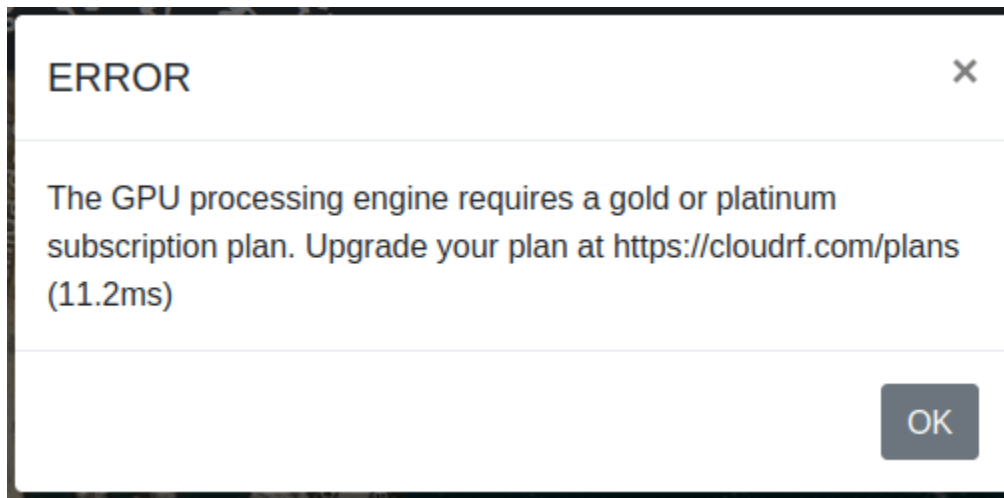 ERROR ×
The GPU processing engine requires a gold or platinum
subscription plan. Upgrade your plan at https://cloudrf.com/plans
(11.2ms)
OK